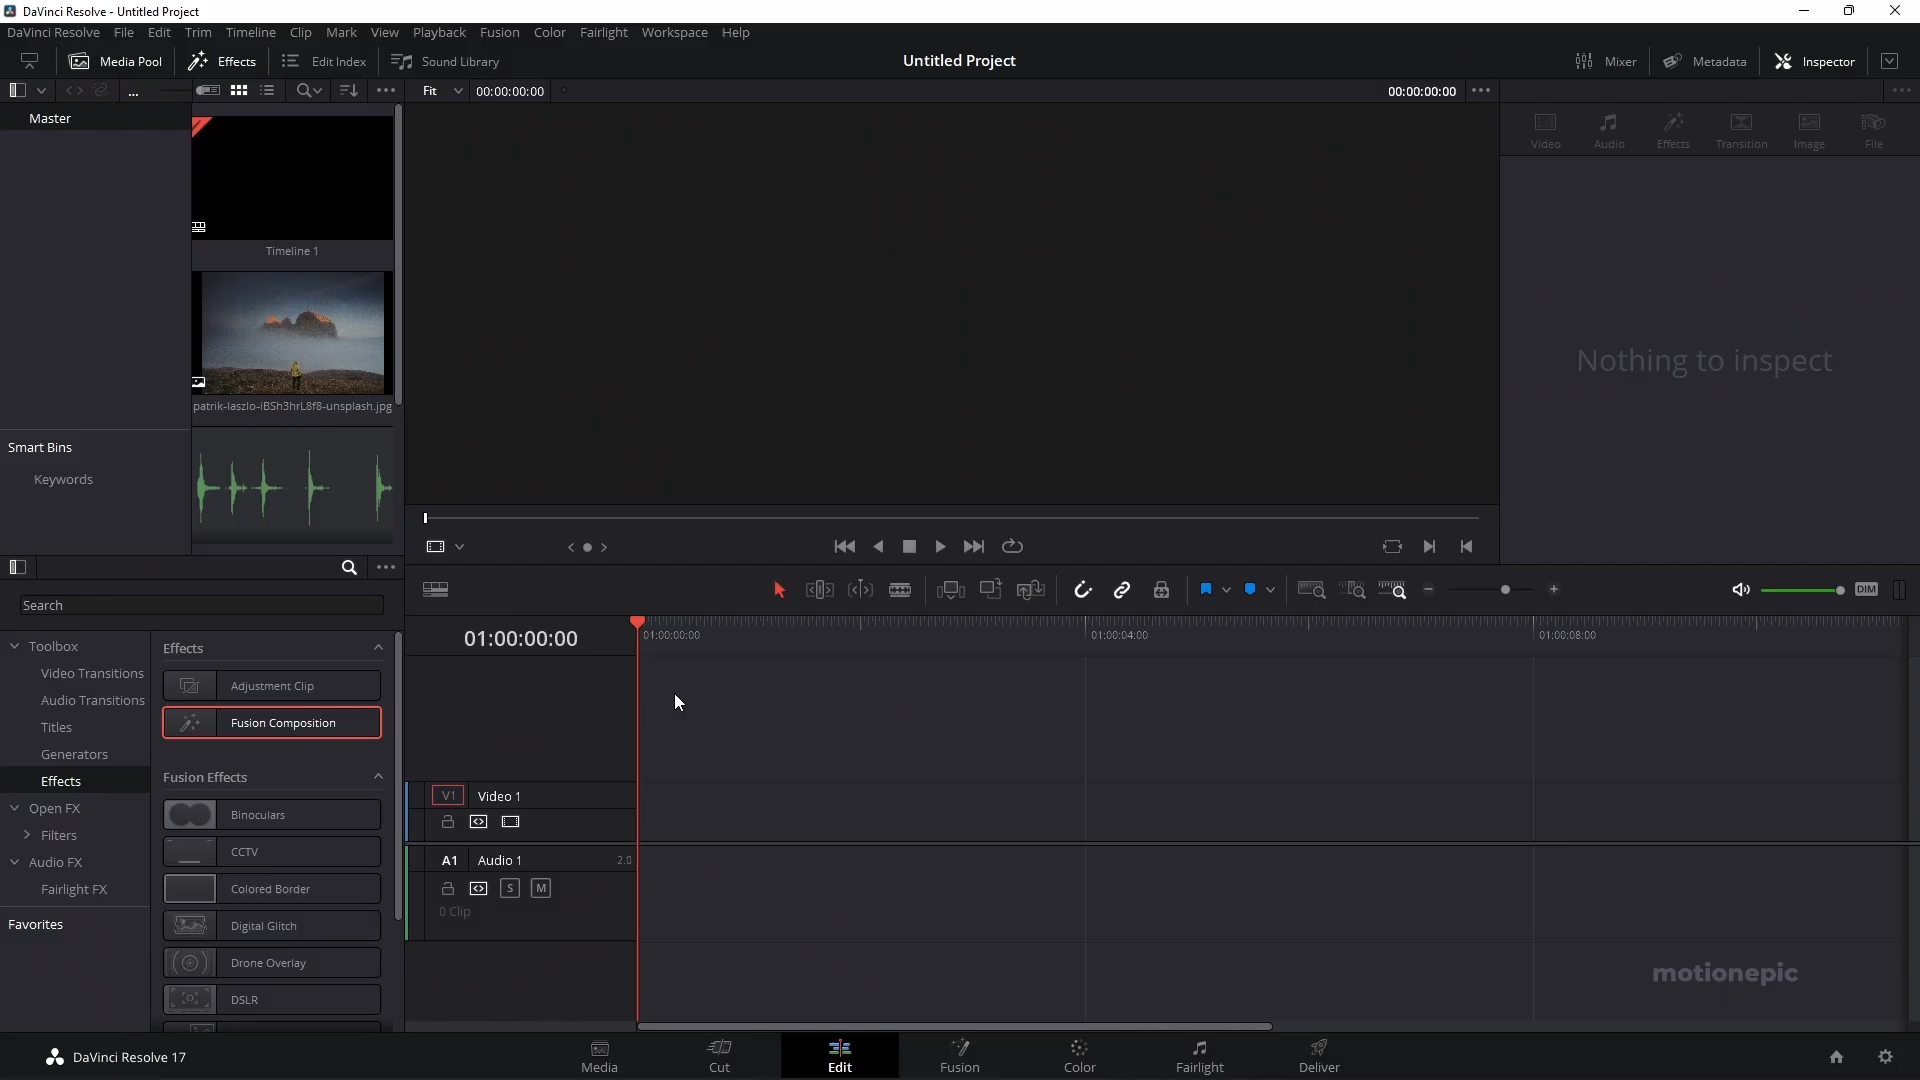 DaVinci Resolve - Untitled Project
DaVinci Resolve File Edit Trim Timeline Clip Mark View Playback Fusion Color Fairlight Workspace Help
Media Pool Effects Edit Index Sound Library Untitled Project Mixer Metadata Inspector
... Fit 00:00:00:00 00:00:00:00
Master
Timeline 1
patrik-laszlo-iBSh3hrL8f8-unsplash.jpg
Smart Bins
Keywords
Video Audio Effects Transition Image File
Nothing to inspect
Search
Toolbox
Video Transitions
Audio Transitions
Titles
Generators
Effects
Open FX
Filters
Audio FX
Fairlight FX
Favorites
Effects
Adjustment Clip
Fusion Composition
Fusion Effects
Binoculars
CCTV
Colored Border
Digital Glitch
Drone Overlay
DSLR
DIM
01:00:00:00 01:00:00:00 01:00:04:00 01:00:08:00
V1 Video 1
A1 Audio 1 2.0
S M
0 Clip
motionepic
DaVinci Resolve 17 Media Cut Edit Fusion Color Fairlight Deliver